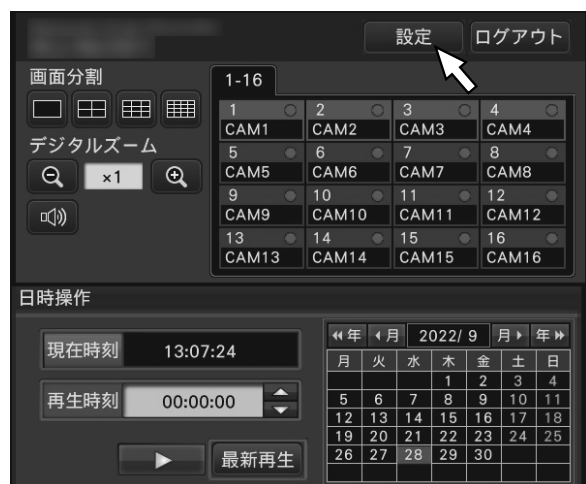 設定 ログアウト
画面分割
1-16
1 2 3 4
CAM1 CAM2 CAM3 CAM4
デジタルズーム
5 6 7 8
CAM5 CAM6 CAM7 CAM8
×1
9 10 11 12
CAM9 CAM10 CAM11 CAM12
13 14 15 16
CAM13 CAM14 CAM15 CAM16
日時操作
現在時刻 13:07:24
再生時刻 00:00:00
最新再生
年 月 2022/ 9 月 年
月 火 水 木 金 土 日
1 2 3 4
5 6 7 8 9 10 11
12 13 14 15 16 17 18
19 20 21 22 23 24 25
26 27 28 29 30